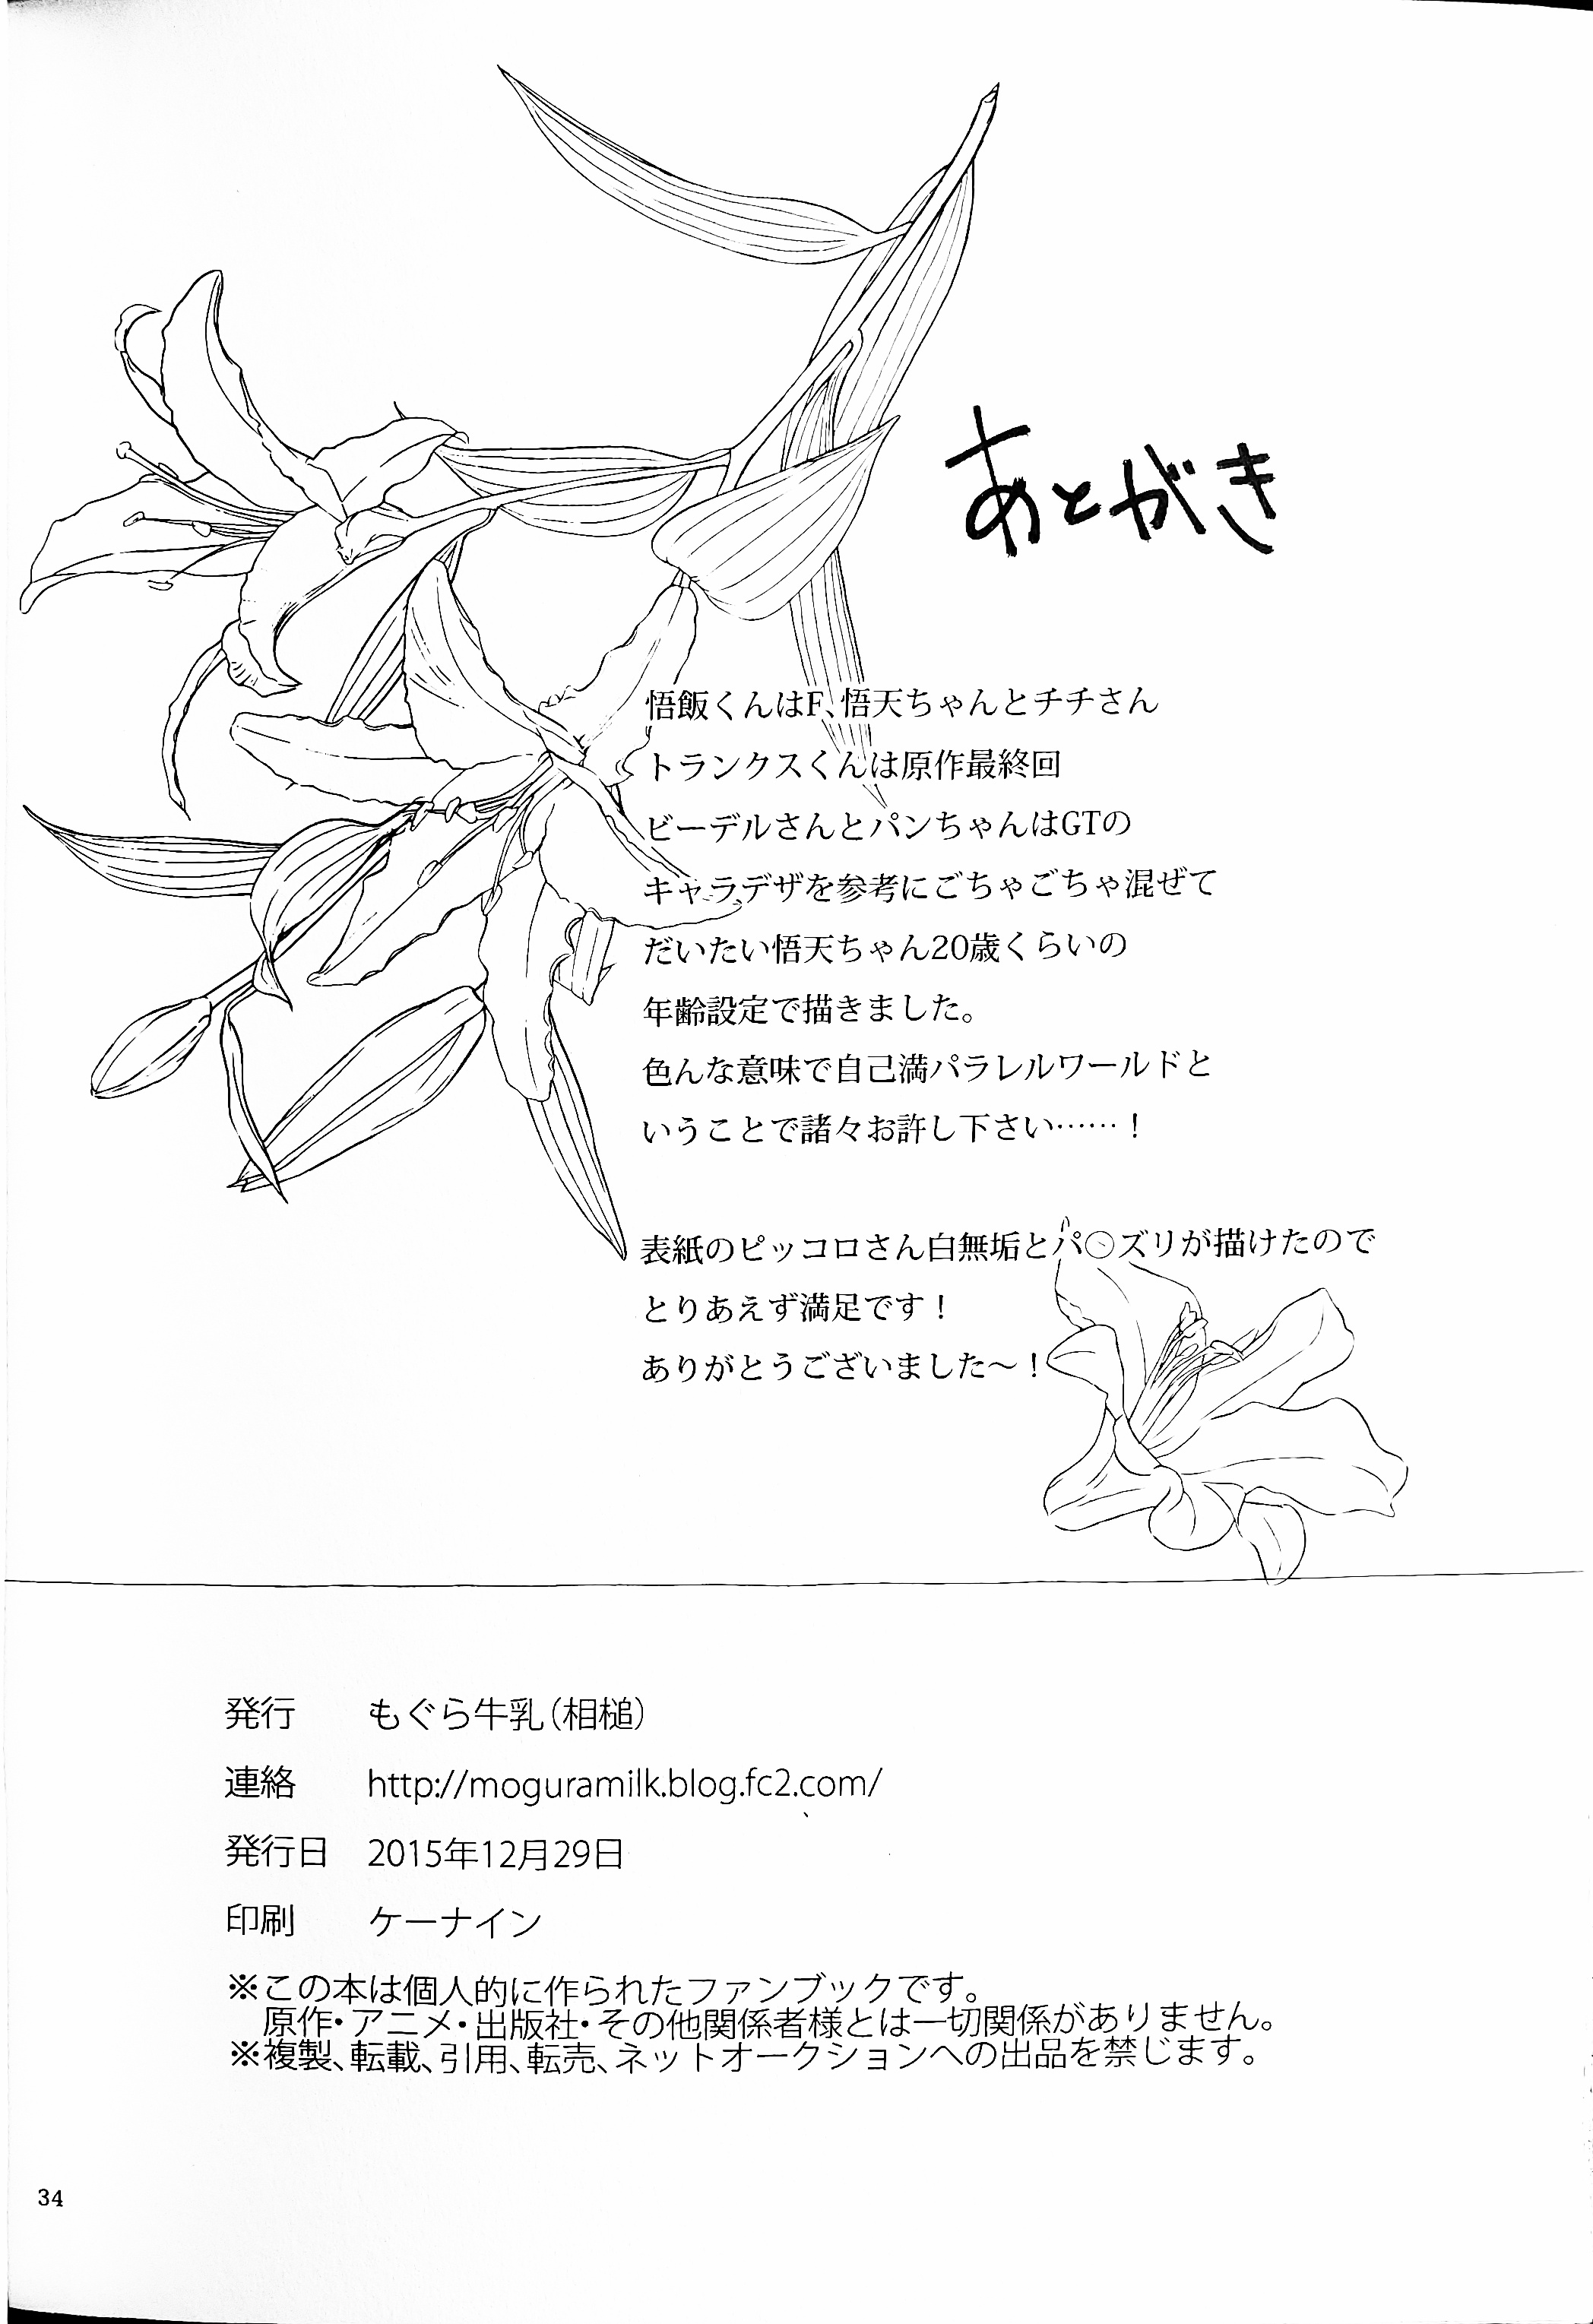 あとがき
悟飯くんはF、悟天ちゃんとチチさん
トランクスくんは原作最終回
ビーデルさんとパンちゃんはGTの
キャラデザを参考にごちゃごちゃ混ぜて
だいたい悟天ちゃん20歳くらいの
年齢設定で描きました。
色んな意味で自己満パラレルワールドと
いうことで諸々お許し下さい……！
表紙のピッコロさん白無垢とパ○ズリが描けたので
とりあえず満足です！
ありがとうございました～！
発行 もぐら牛乳（相槌）
連絡 http://moguramilk.blog.fc2.com/
発行日 2015年12月29日
印刷 ケーナイン
※この本は個人的に作られたファンブックです。
原作・アニメ・出版社・その他関係者様とは一切関係がありません。
※複製、転載、引用、転売、ネットオークションへの出品を禁じます。
34